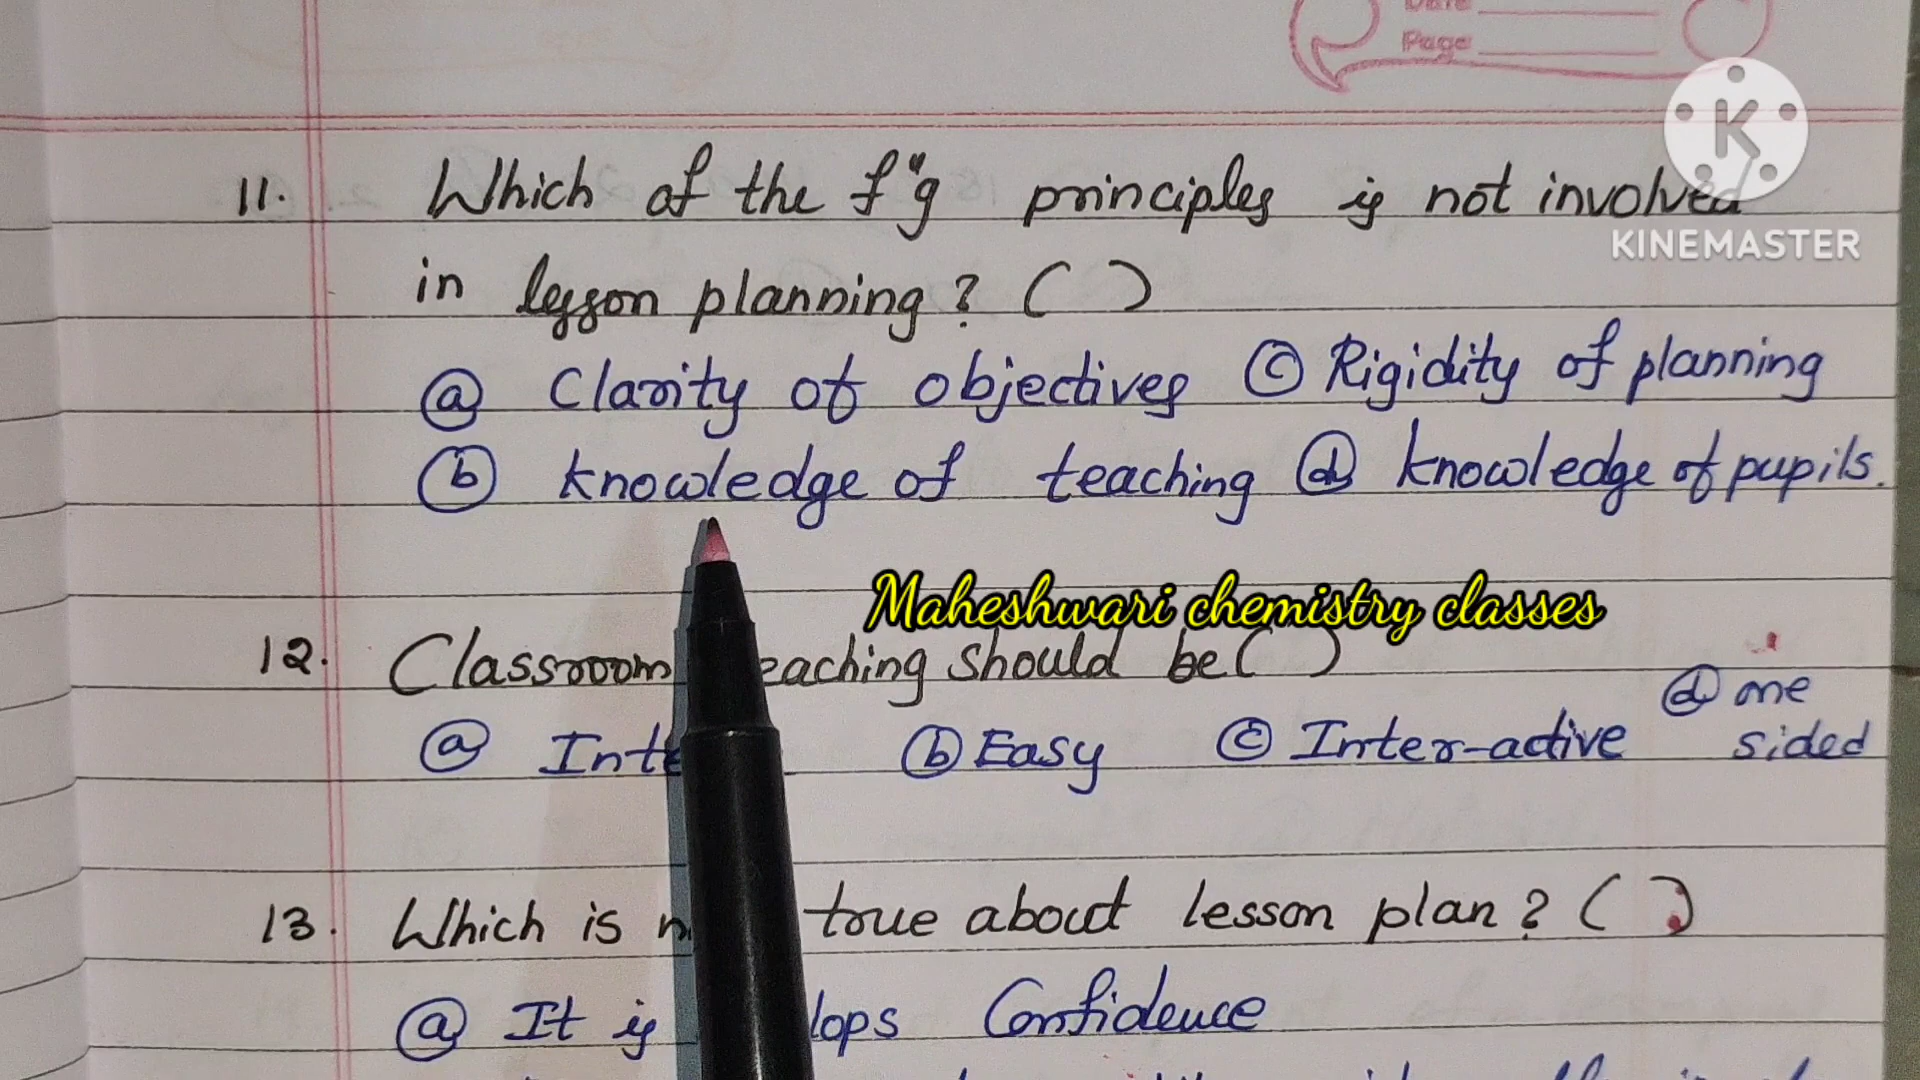 Date
Page
K
KINEMASTER
11. Which of the f"g principles is not involved
in lesson planning? ( )
(a) Clarity of objectives (c) Rigidity of planning
(b) knowledge of teaching (d) knowledge of pupils.
Maheshwari chemistry classes
12. Classroom eaching should be ( )
(a) Inte (b) Easy (c) Inter-active (d) one
sided
13. Which is true about lesson plan? ( )
(a) It is lops Confidence